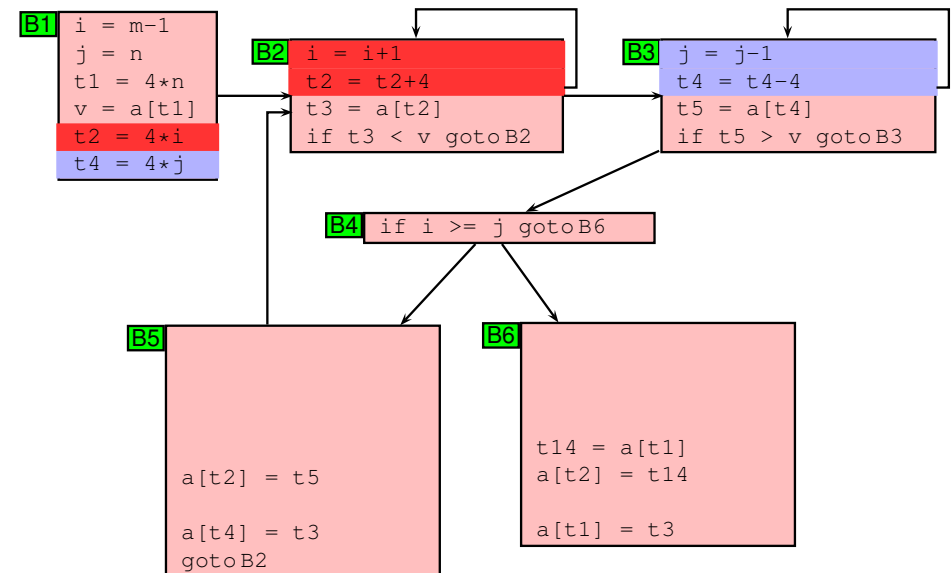 B1
i = m-1
j = n
t1 = 4*n
v = a[t1]
t2 = 4*i
t4 = 4*j
B2
i = i+1
t2 = t2+4
t3 = a[t2]
if t3 < v goto B2
B3
j = j-1
t4 = t4-4
t5 = a[t4]
if t5 > v goto B3
B4
if i >= j goto B6
B5
a[t2] = t5
a[t4] = t3
goto B2
B6
t14 = a[t1]
a[t2] = t14
a[t1] = t3